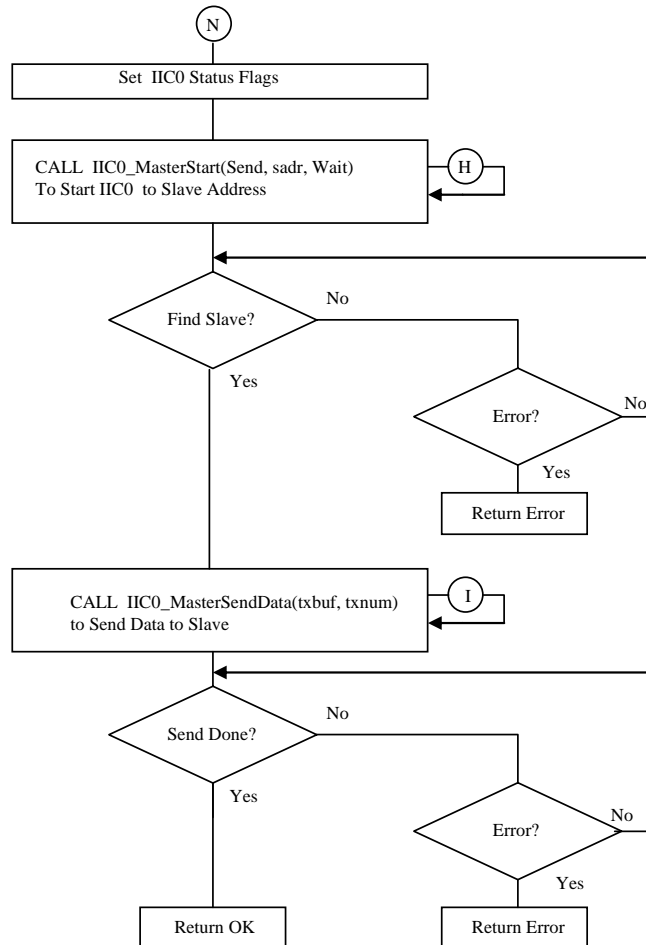 N
Set IIC0 Status Flags
CALL IIC0_MasterStart(Send, sadr, Wait)
To Start IIC0 to Slave Address
H
Find Slave?
No
Yes
Error?
No
Yes
Return Error
CALL IIC0_MasterSendData(txbuf, txnum)
to Send Data to Slave
I
Send Done?
No
Yes
Error?
No
Yes
Return OK
Return Error